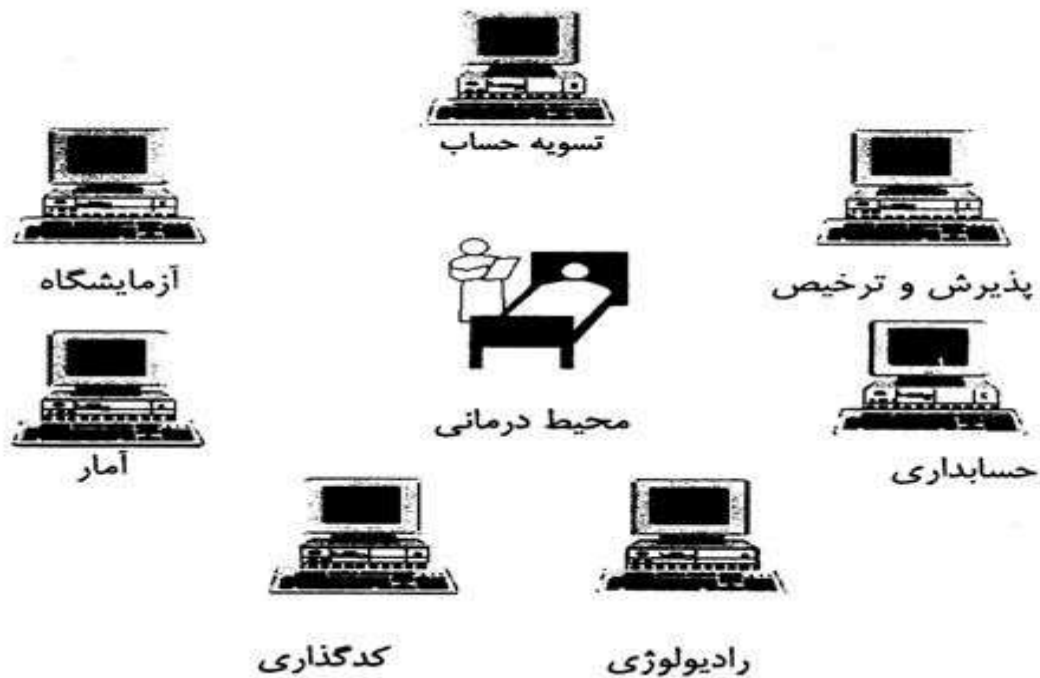 تسویه حساب
پذیرش و ترخیص
آزمایشگاه
محیط درمانی
حسابداری
آمار
رادیولوژی
کدگذاری